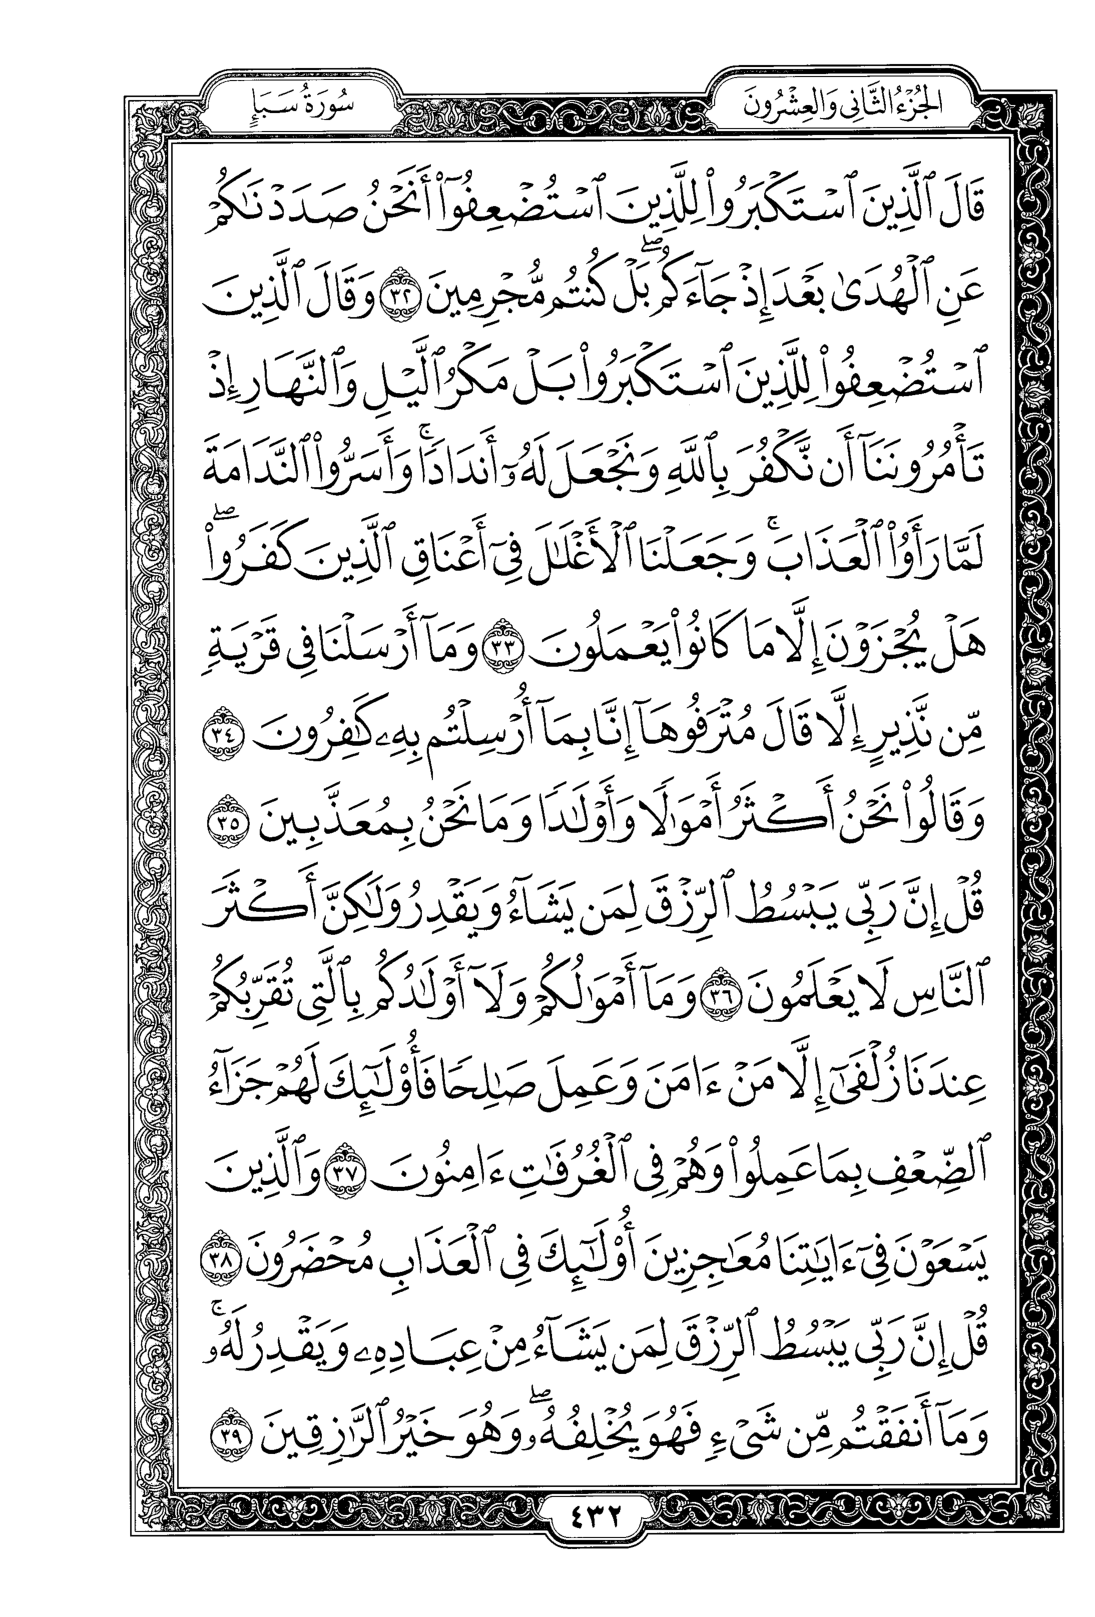 الجُزْءُ الثَّانِي وَالعِشْرُونَ
سُورَةُ سَبَإٍ
قَالَ ٱلَّذِينَ ٱسْتَكْبَرُوا۟ لِلَّذِينَ ٱسْتُضْعِفُوٓا۟ أَنَحْنُ صَدَدْنَٰكُمْ
عَنِ ٱلْهُدَىٰ بَعْدَ إِذْ جَآءَكُم ۖ بَلْ كُنتُم مُّجْرِمِينَ ٣٢ وَقَالَ ٱلَّذِينَ
ٱسْتُضْعِفُوا۟ لِلَّذِينَ ٱسْتَكْبَرُوا۟ بَلْ مَكْرُ ٱلَّيْلِ وَٱلنَّهَارِ إِذْ
تَأْمُرُونَنَآ أَن نَّكْفُرَ بِٱللَّهِ وَنَجْعَلَ لَهُۥٓ أَندَادًا ۚ وَأَسَرُّوا۟ ٱلنَّدَامَةَ
لَمَّا رَأَوُا۟ ٱلْعَذَابَ ۚ وَجَعَلْنَا ٱلْأَغْلَٰلَ فِىٓ أَعْنَاقِ ٱلَّذِينَ كَفَرُوا۟ ۖ
هَلْ يُجْزَوْنَ إِلَّا مَا كَانُوا۟ يَعْمَلُونَ ٣٣ وَمَآ أَرْسَلْنَا فِى قَرْيَةٍ
مِّن نَّذِيرٍ إِلَّا قَالَ مُتْرَفُوهَآ إِنَّا بِمَآ أُرْسِلْتُم بِهِۦ كَٰفِرُونَ ٣٤
وَقَالُوا۟ نَحْنُ أَكْثَرُ أَمْوَٰلًا وَأَوْلَٰدًا وَمَا نَحْنُ بِمُعَذَّبِينَ ٣٥
قُلْ إِنَّ رَبِّى يَبْسُطُ ٱلرِّزْقَ لِمَن يَشَآءُ وَيَقْدِرُ وَلَٰكِنَّ أَكْثَرَ
ٱلنَّاسِ لَا يَعْلَمُونَ ٣٦ وَمَآ أَمْوَٰلُكُمْ وَلَآ أَوْلَٰدُكُم بِٱلَّتِى تُقَرِّبُكُمْ
عِندَنَا زُلْفَىٰٓ إِلَّا مَنْ ءَامَنَ وَعَمِلَ صَٰلِحًا فَأُو۟لَٰٓئِكَ لَهُمْ جَزَآءُ
ٱلضِّعْفِ بِمَا عَمِلُوا۟ وَهُمْ فِى ٱلْغُرُفَٰتِ ءَامِنُونَ ٣٧ وَٱلَّذِينَ
يَسْعَوْنَ فِىٓ ءَايَٰتِنَا مُعَٰجِزِينَ أُو۟لَٰٓئِكَ فِى ٱلْعَذَابِ مُحْضَرُونَ ٣٨
قُلْ إِنَّ رَبِّى يَبْسُطُ ٱلرِّزْقَ لِمَن يَشَآءُ مِنْ عِبَادِهِۦ وَيَقْدِرُ لَهُۥ ۚ
وَمَآ أَنفَقْتُم مِّن شَىْءٍ فَهُوَ يُخْلِفُهُۥ ۖ وَهُوَ خَيْرُ ٱلرَّٰزِقِينَ ٣٩
٤٣٢